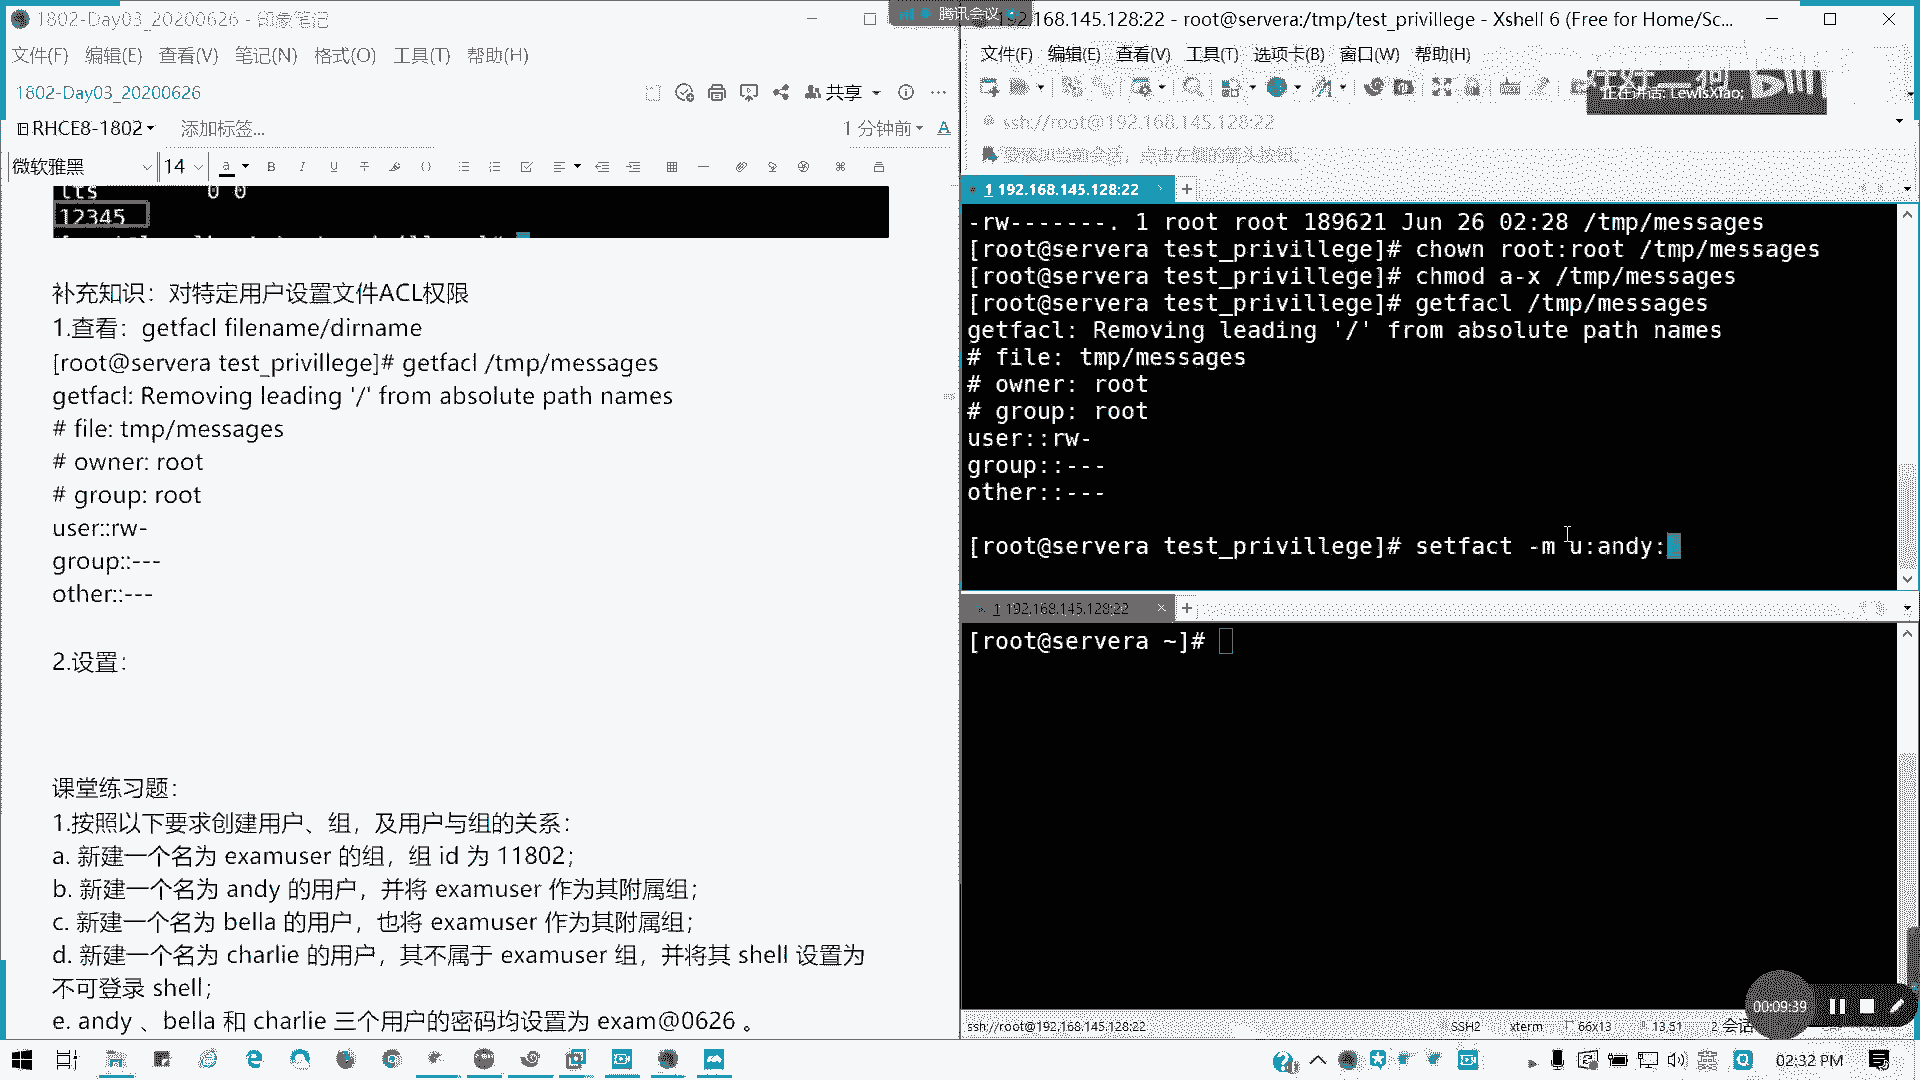 1802-Day03_20200626 - 印象笔记
文件(F) 编辑(E) 查看(V) 笔记(N) 格式(O) 工具(T) 帮助(H)
1802-Day03_20200626
共享
RHCE8-1802
添加标签...
1 分钟前
微软雅黑
14
lts 0 0
12345
补充知识：对特定用户设置文件ACL权限
1.查看：getfacl filename/dirname
[root@servera test_privillege]# getfacl /tmp/messages
getfacl: Removing leading '/' from absolute path names
# file: tmp/messages
# owner: root
# group: root
user::rw-
group::---
other::---
2.设置：
课堂练习题：
1.按照以下要求创建用户、组，及用户与组的关系：
a. 新建一个名为 examuser 的组，组 id 为 11802；
b. 新建一个名为 andy 的用户，并将 examuser 作为其附属组；
c. 新建一个名为 bella 的用户，也将 examuser 作为其附属组；
d. 新建一个名为 charlie 的用户，其不属于 examuser 组，并将其 shell 设置为
不可登录 shell；
e. andy 、bella 和 charlie 三个用户的密码均设置为 exam@0626 。
腾讯会议
192.168.145.128:22 - root@servera:/tmp/test_privillege - Xshell 6 (Free for Home/Sc...
文件(F) 编辑(E) 查看(V) 工具(T) 选项卡(B) 窗口(W) 帮助(H)
正在讲话: LewisXiao;
ssh://root@192.168.145.128:22
要添加当前会话，点击左侧的箭头按钮。
1 192.168.145.128:22
-rw-------. 1 root root 189621 Jun 26 02:28 /tmp/messages
[root@servera test_privillege]# chown root:root /tmp/messages
[root@servera test_privillege]# chmod a-x /tmp/messages
[root@servera test_privillege]# getfacl /tmp/messages
getfacl: Removing leading '/' from absolute path names
# file: tmp/messages
# owner: root
# group: root
user::rw-
group::---
other::---
[root@servera test_privillege]# setfact -m u:andy:
1 192.168.145.128:22
[root@servera ~]#
00:09:39
ssh://root@192.168.145.128:22 SSH2 xterm 66x13 13,51 2 会话
02:32 PM